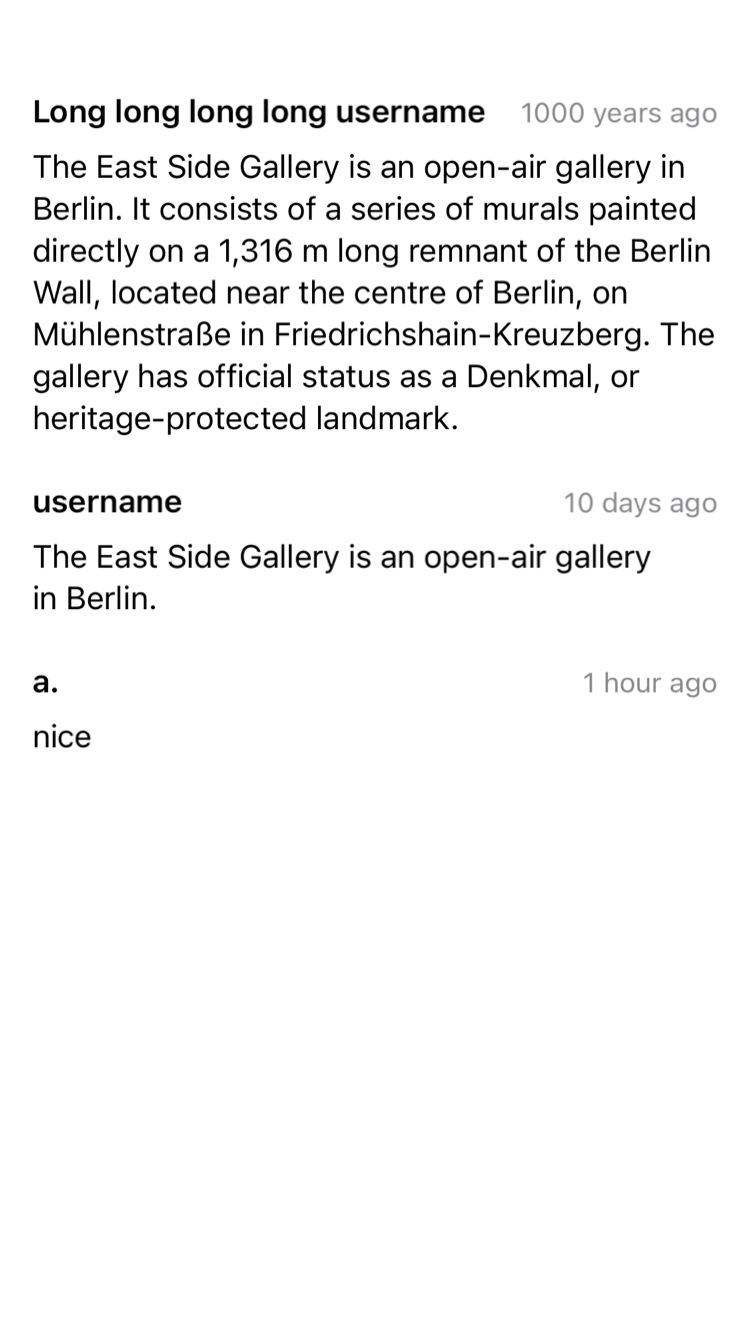 Long long long long username 1000 years ago
The East Side Gallery is an open-air gallery in
Berlin. It consists of a series of murals painted
directly on a 1,316 m long remnant of the Berlin
Wall, located near the centre of Berlin, on
Mühlenstraße in Friedrichshain-Kreuzberg. The
gallery has official status as a Denkmal, or
heritage-protected landmark.
username 10 days ago
The East Side Gallery is an open-air gallery
in Berlin.
a. 1 hour ago
nice